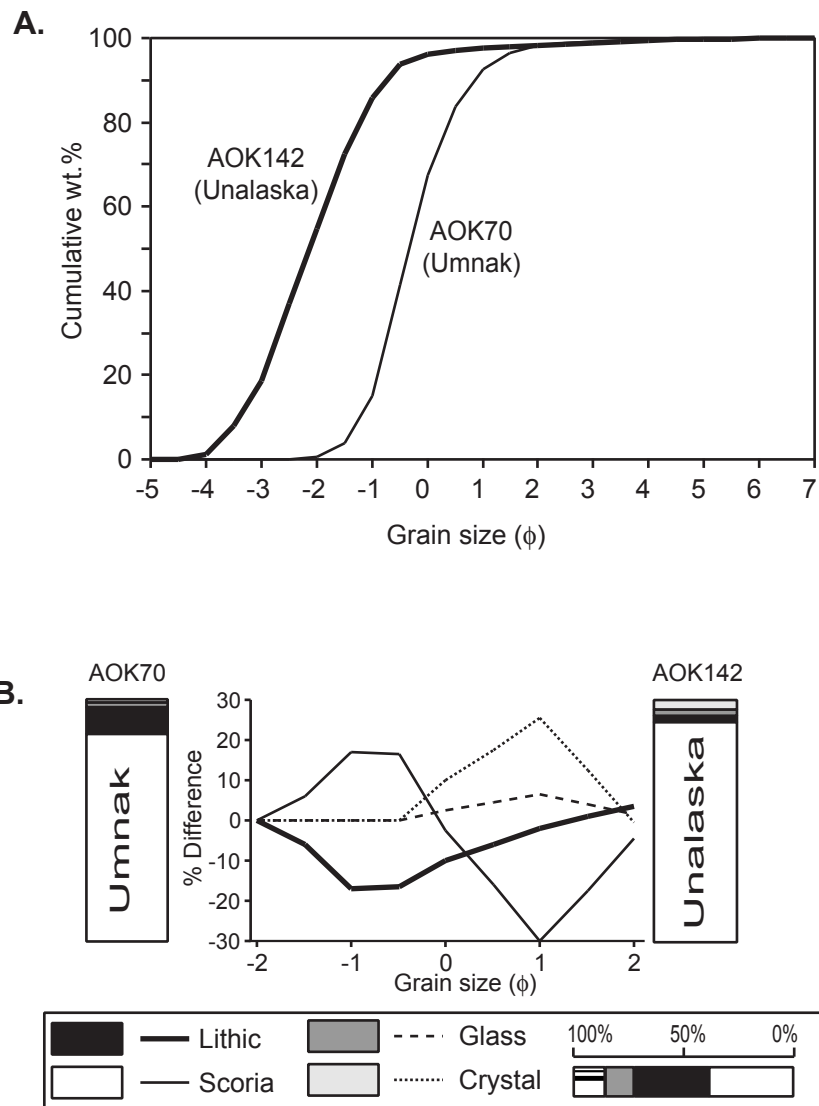 A.
100
80
60
40
20
0
Cumulative wt.%
AOK142
(Unalaska)
AOK70
(Umnak)
-5 -4 -3 -2 -1 0 1 2 3 4 5 6 7
Grain size (ϕ)
B.
AOK70
Umnak
30
20
10
0
-10
-20
-30
% Difference
-2 -1 0 1 2
Grain size (ϕ)
AOK142
Unalaska
Lithic
Scoria
Glass
Crystal
100% 50% 0%